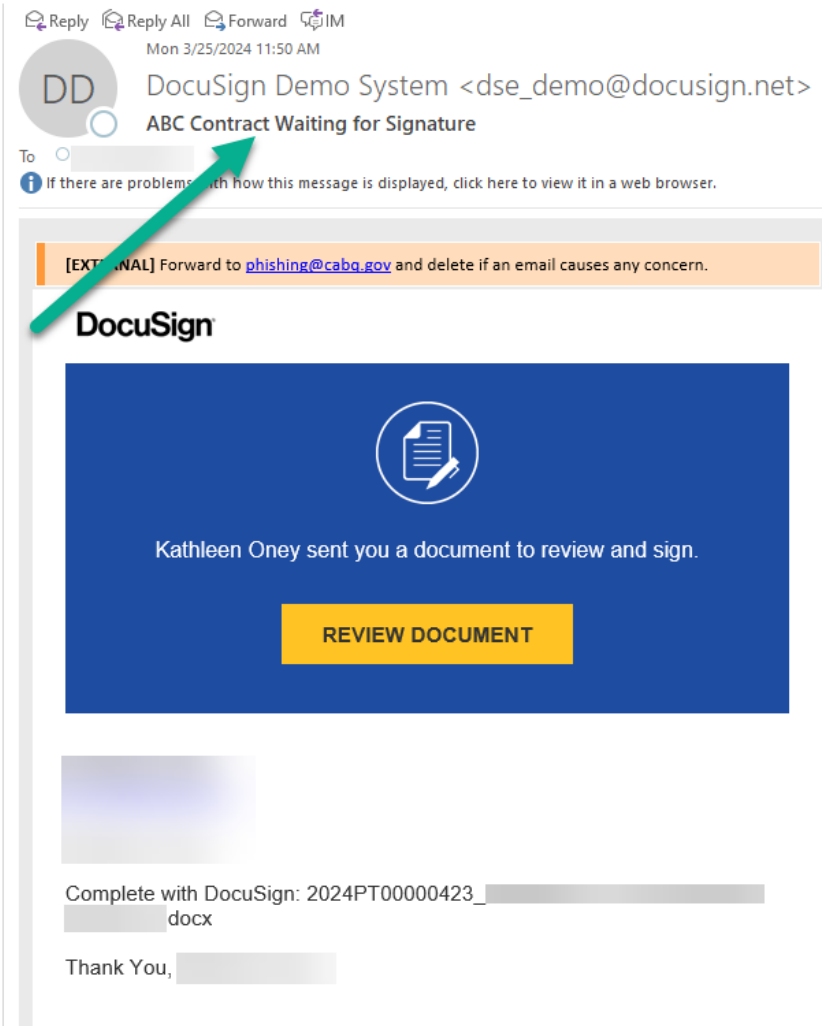 Reply Reply All Forward IM
Mon 3/25/2024 11:50 AM
DD
DocuSign Demo System <dse_demo@docusign.net>
ABC Contract Waiting for Signature
To
If there are problems with how this message is displayed, click here to view it in a web browser.
[EXTERNAL] Forward to phishing@cabq.gov and delete if an email causes any concern.
DocuSign
Kathleen Oney sent you a document to review and sign.
REVIEW DOCUMENT
Complete with DocuSign: 2024PT00000423_
docx
Thank You,